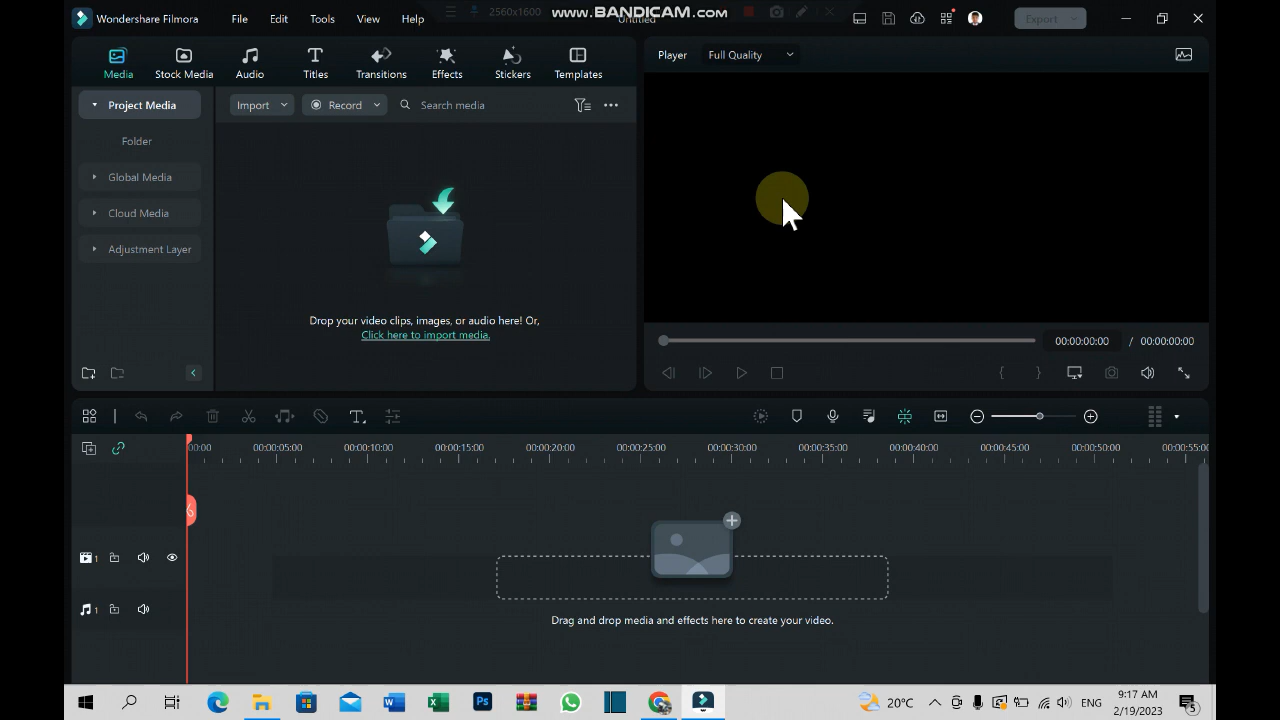 Wondershare Filmora
File
Edit
Tools
View
Help
2560x1600
www.BANDICAM.com
Untitled
Export
Media
Stock Media
Audio
Titles
Transitions
Effects
Stickers
Templates
Player
Full Quality
Project Media
Folder
Global Media
Cloud Media
Adjustment Layer
Import
Record
Search media
Drop your video clips, images, or audio here! Or,
Click here to import media.
00:00:00:00 / 00:00:00:00
00:00 00:00:05:00 00:00:10:00 00:00:15:00 00:00:20:00 00:00:25:00 00:00:30:00 00:00:35:00 00:00:40:00 00:00:45:00 00:00:50:00 00:00:55:00
1
1
Drag and drop media and effects here to create your video.
20°C
ENG
9:17 AM
2/19/2023
5